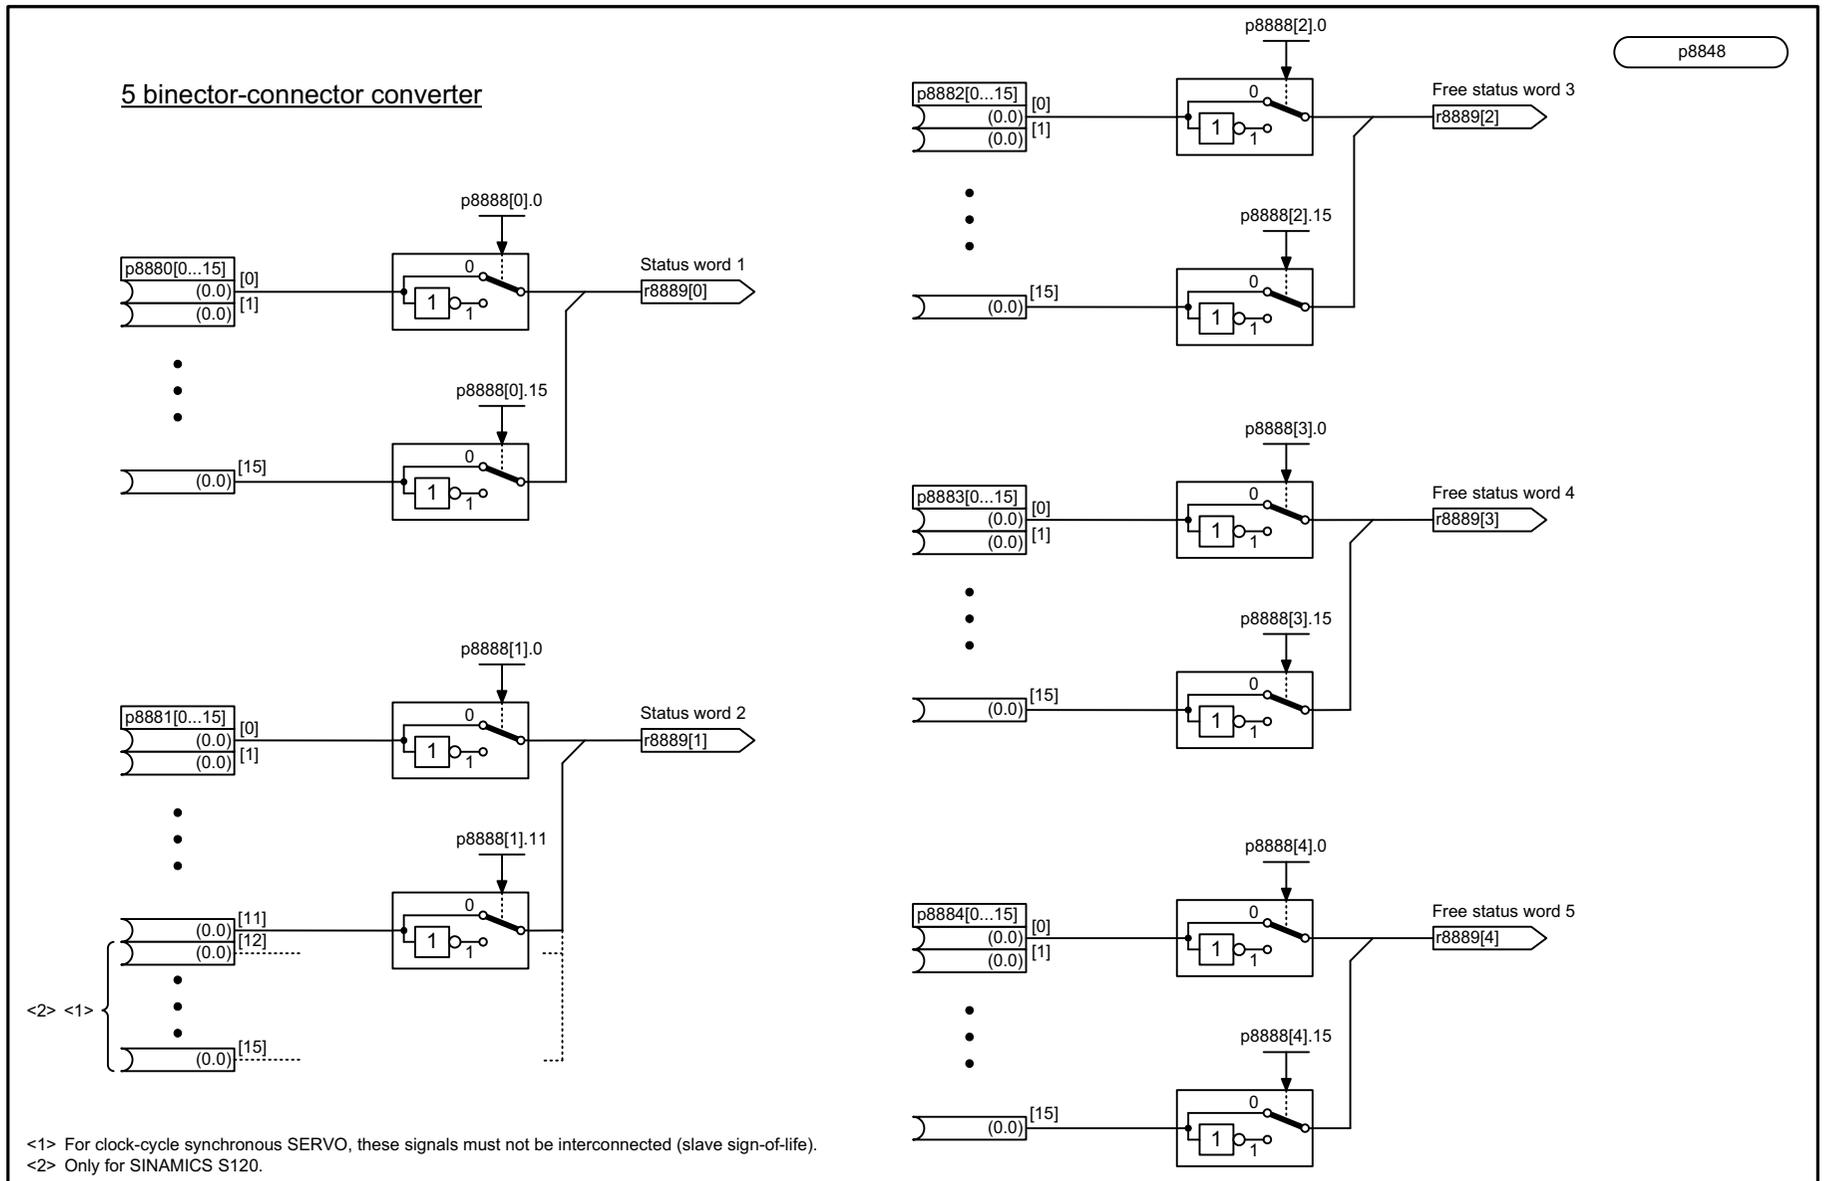 5 binector-connector converter
p8848
p8888[0].0
p8880[0...15]
[0]
(0.0)
[1]
(0.0)
0
1
1
Status word 1
r8889[0]
p8888[0].15
[15]
(0.0)
0
1
1
p8888[1].0
p8881[0...15]
[0]
(0.0)
[1]
(0.0)
0
1
1
Status word 2
r8889[1]
p8888[1].11
[11]
(0.0)
[12]
(0.0)
0
1
1
<2> <1>
[15]
(0.0)
p8888[2].0
p8882[0...15]
[0]
(0.0)
[1]
(0.0)
0
1
1
Free status word 3
r8889[2]
p8888[2].15
[15]
(0.0)
0
1
1
p8888[3].0
p8883[0...15]
[0]
(0.0)
[1]
(0.0)
0
1
1
Free status word 4
r8889[3]
p8888[3].15
[15]
(0.0)
0
1
1
p8888[4].0
p8884[0...15]
[0]
(0.0)
[1]
(0.0)
0
1
1
Free status word 5
r8889[4]
p8888[4].15
[15]
(0.0)
0
1
1
<1> For clock-cycle synchronous SERVO, these signals must not be interconnected (slave sign-of-life).
<2> Only for SINAMICS S120.